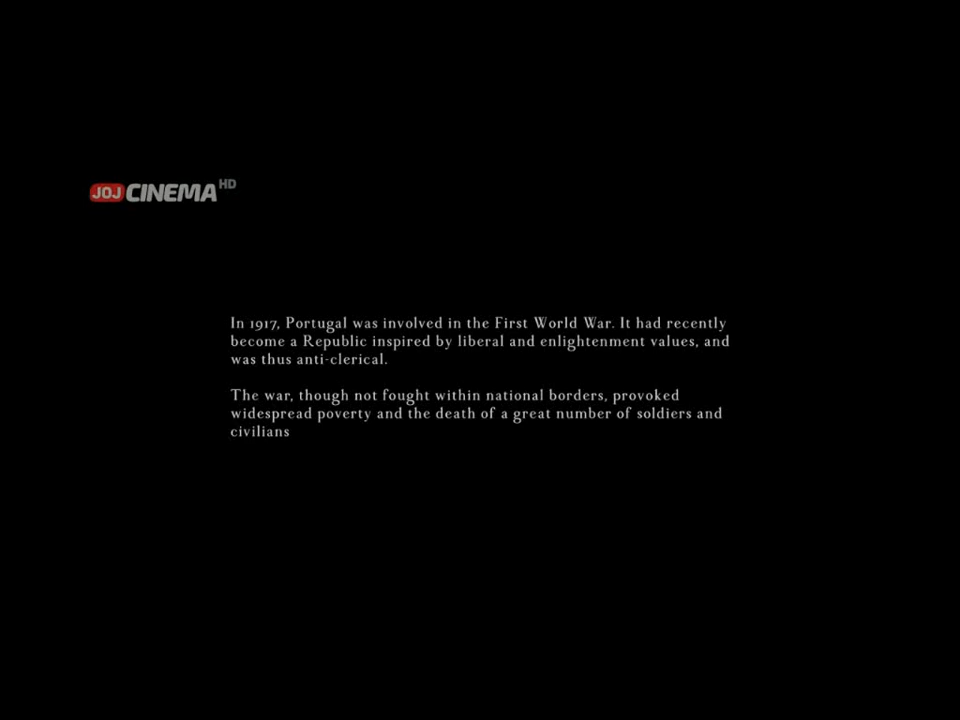 JOJ CINEMA HD
In 1917, Portugal was involved in the First World War. It had recently
become a Republic inspired by liberal and enlightenment values, and
was thus anti-clerical.
The war, though not fought within national borders, provoked
widespread poverty and the death of a great number of soldiers and
civilians